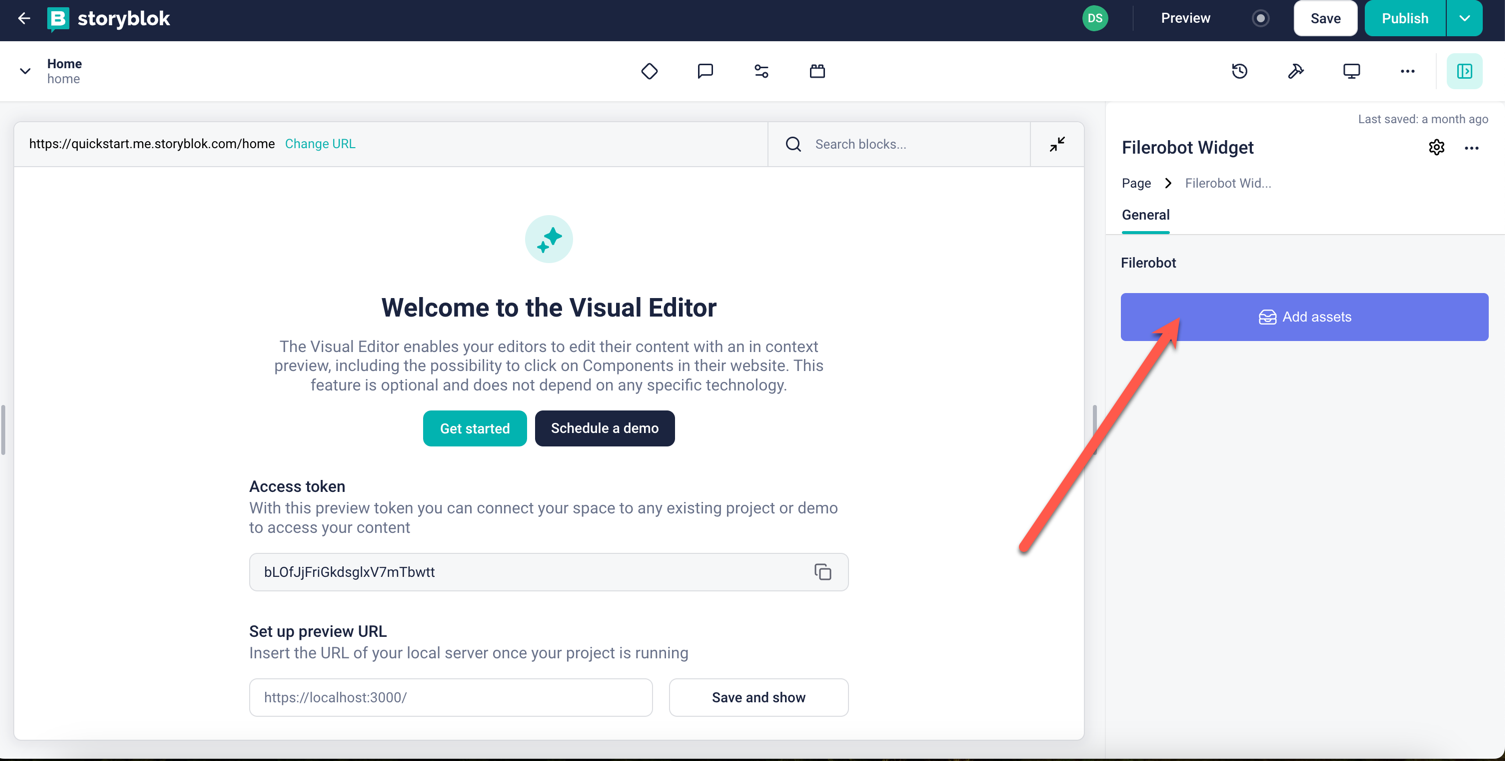 storyblok
DS
Preview
Save
Publish
Home
home
Last saved: a month ago
https://quickstart.me.storyblok.com/home Change URL
Search blocks...
Filerobot Widget
Page
Filerobot Wid...
General
Filerobot
Add assets
Welcome to the Visual Editor
The Visual Editor enables your editors to edit their content with an in context
preview, including the possibility to click on Components in their website. This
feature is optional and does not depend on any specific technology.
Get started
Schedule a demo
Access token
With this preview token you can connect your space to any existing project or demo
to access your content
bLOfJjFriGkdsglxV7mTbwtt
Set up preview URL
Insert the URL of your local server once your project is running
https://localhost:3000/
Save and show